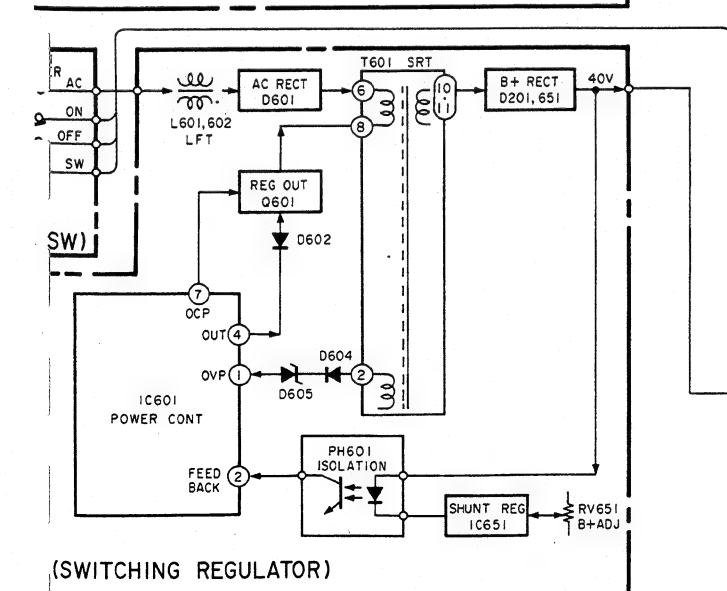 T601 SRT
R
AC
AC RECT
D601
6
10
11
B+ RECT
D201,651
40V
ON
L601,602
LFT
8
OFF
SW
REG OUT
Q601
SW)
D602
7
OCP
OUT 4
D604
OVP 1
2
D605
IC601
POWER CONT
PH601
ISOLATION
FEED
BACK
2
SHUNT REG
IC651
RV651
B+ADJ
(SWITCHING REGULATOR)